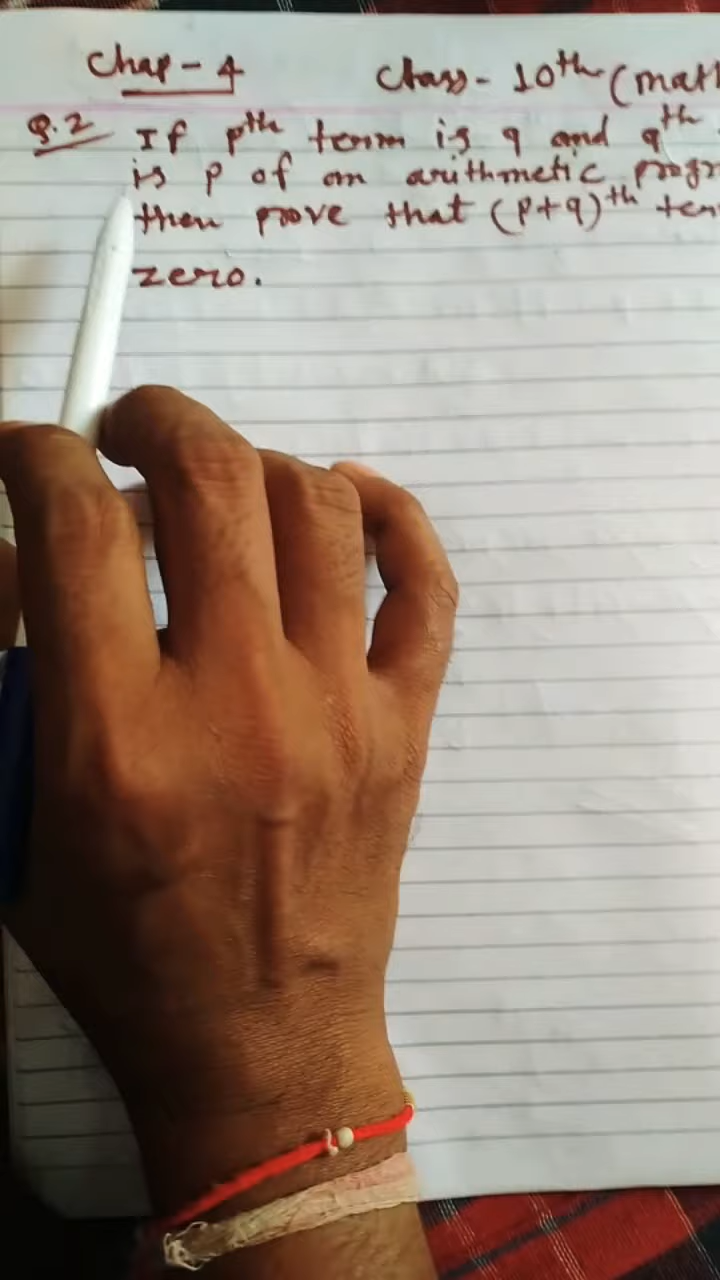 Chap - 4 Class - 10th (mat
Q.2 If pth term is q and qth
is p of an arithmetic progr
then prove that (p+q)th ter
zero.